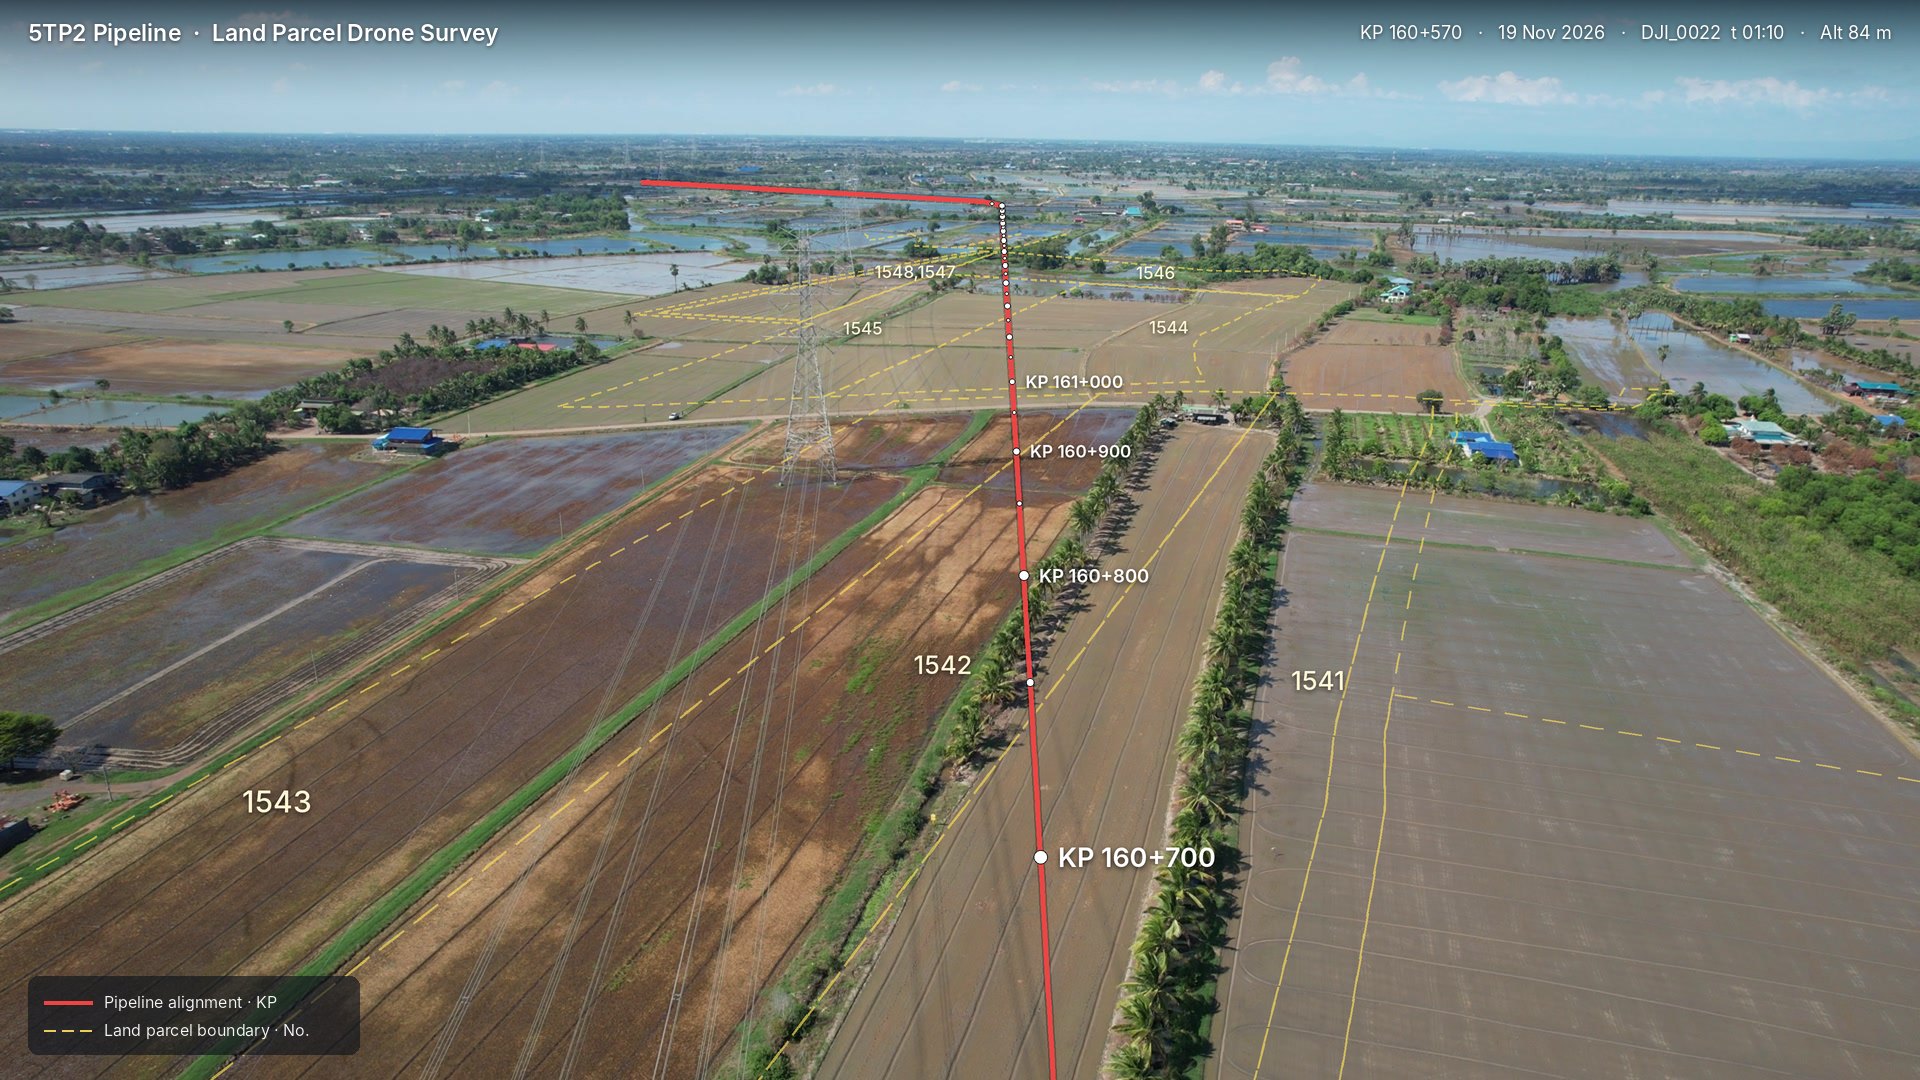 5TP2 Pipeline · Land Parcel Drone Survey
KP 160+570 · 19 Nov 2026 · DJI_0022 t 01:10 · Alt 84 m
1548,1547
1546
1545
1544
KP 161+000
KP 160+900
KP 160+800
1542
1541
1543
KP 160+700
Pipeline alignment · KP
Land parcel boundary · No.